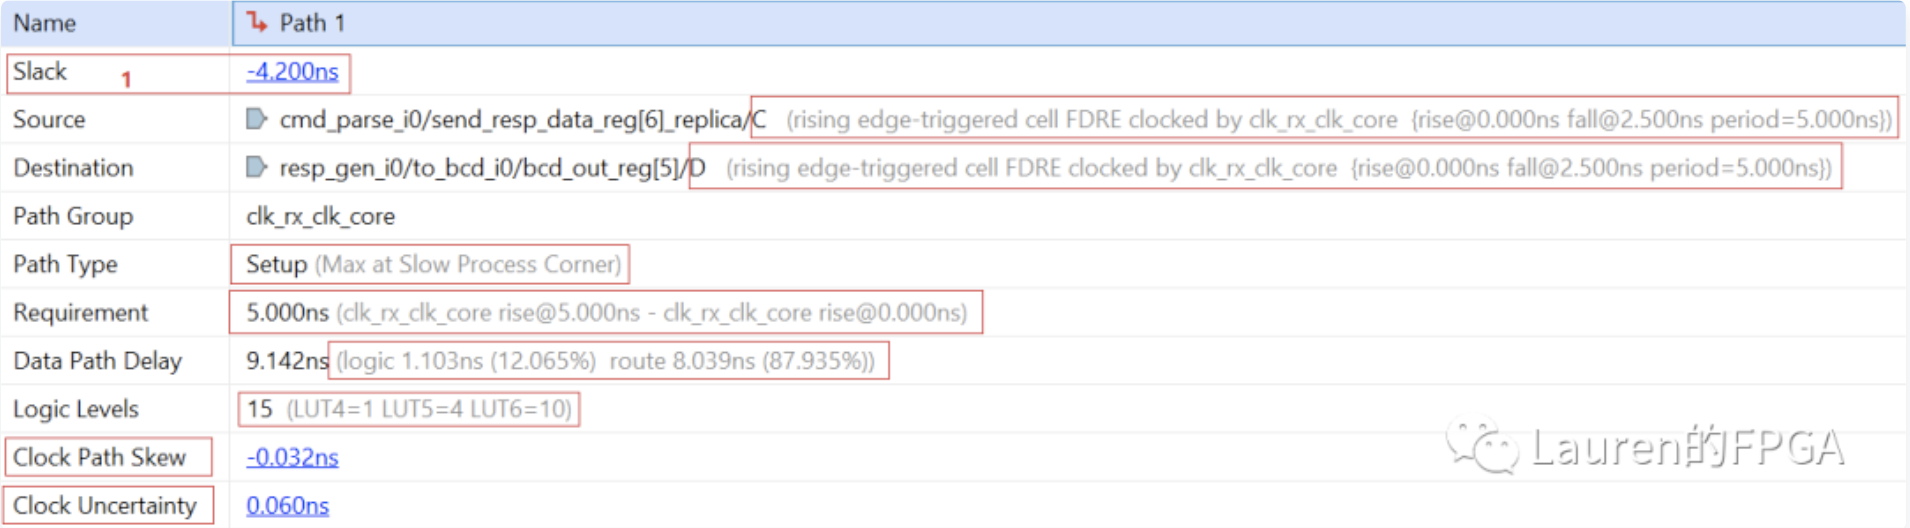 Name Path 1
Slack 1 -4.200ns
Source cmd_parse_i0/send_resp_data_reg[6]_replica/C (rising edge-triggered cell FDRE clocked by clk_rx_clk_core {rise@0.000ns fall@2.500ns period=5.000ns})
Destination resp_gen_i0/to_bcd_i0/bcd_out_reg[5]/D (rising edge-triggered cell FDRE clocked by clk_rx_clk_core {rise@0.000ns fall@2.500ns period=5.000ns})
Path Group clk_rx_clk_core
Path Type Setup (Max at Slow Process Corner)
Requirement 5.000ns (clk_rx_clk_core rise@5.000ns - clk_rx_clk_core rise@0.000ns)
Data Path Delay 9.142ns (logic 1.103ns (12.065%) route 8.039ns (87.935%))
Logic Levels 15 (LUT4=1 LUT5=4 LUT6=10)
Clock Path Skew -0.032ns
Clock Uncertainty 0.060ns
Lauren的FPGA